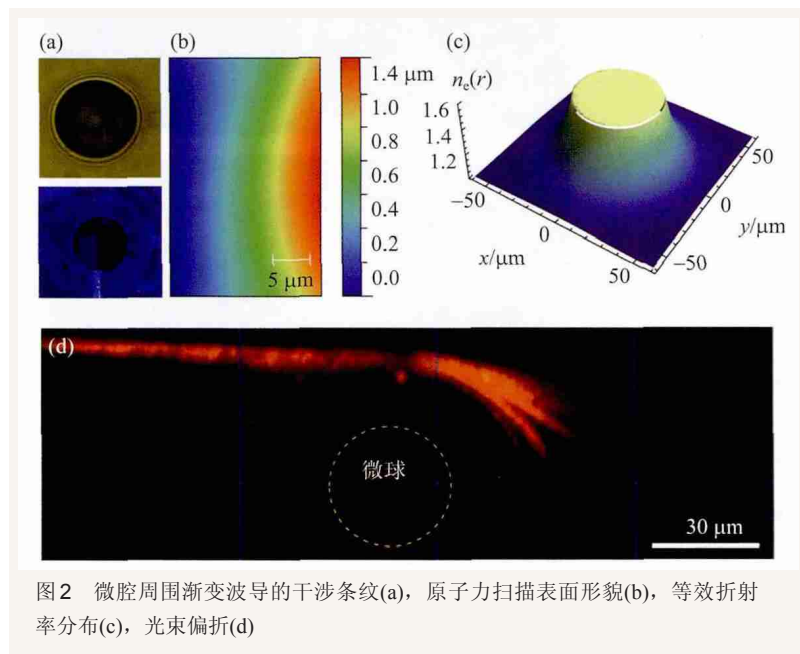 (a)
(b)
(c)
1.4 μm
1.0
0.8
0.6
0.4
0.2
0.0
5 μm
nₑ(r)
1.6
1.4
1.2
−50
0
50
x/μm
50
0
−50
y/μm
(d)
微球
30 μm
图2 微腔周围渐变波导的干涉条纹(a)，原子力扫描表面形貌(b)，等效折射
率分布(c)，光束偏折(d)